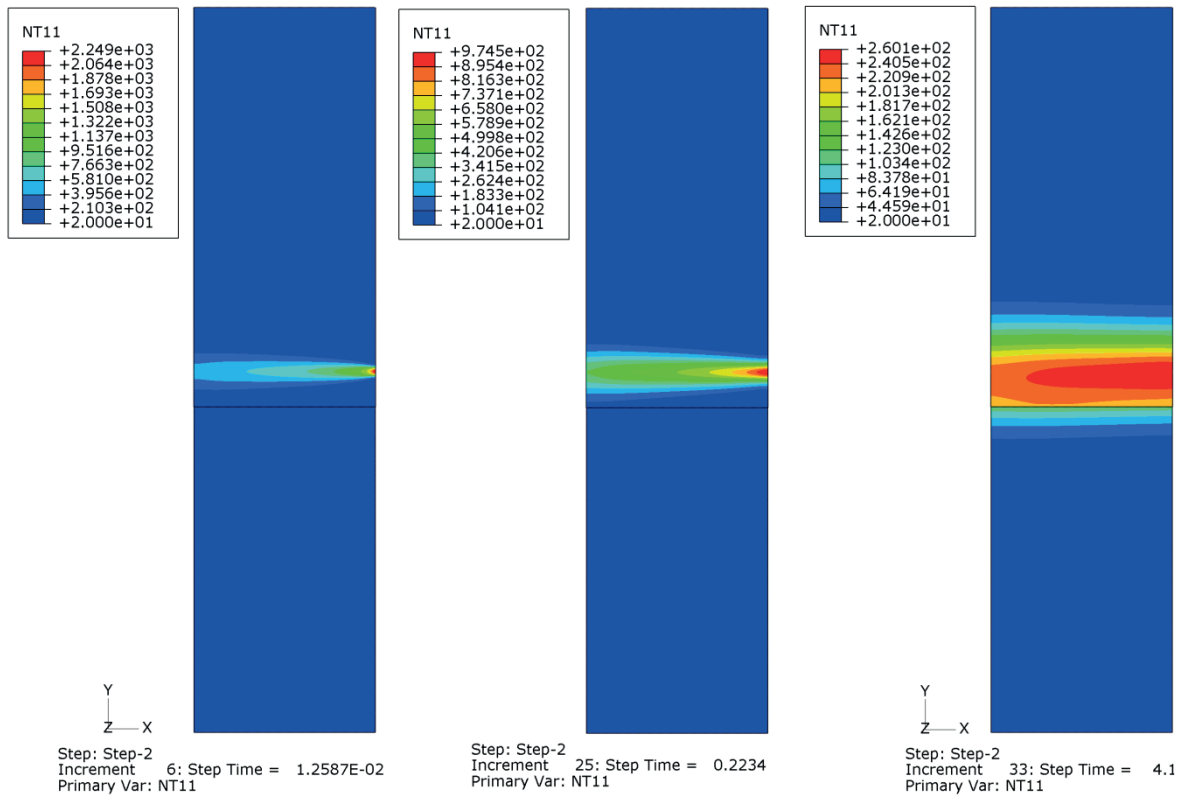 NT11
+2.249e+03
+2.064e+03
+1.878e+03
+1.693e+03
+1.508e+03
+1.322e+03
+1.137e+03
+9.516e+02
+7.663e+02
+5.810e+02
+3.956e+02
+2.103e+02
+2.000e+01
Y
Z X
Step: Step-2
Increment 6: Step Time = 1.2587E-02
Primary Var: NT11
NT11
+9.745e+02
+8.954e+02
+8.163e+02
+7.371e+02
+6.580e+02
+5.789e+02
+4.998e+02
+4.206e+02
+3.415e+02
+2.624e+02
+1.833e+02
+1.041e+02
+2.000e+01
Step: Step-2
Increment 25: Step Time = 0.2234
Primary Var: NT11
NT11
+2.601e+02
+2.405e+02
+2.209e+02
+2.013e+02
+1.817e+02
+1.621e+02
+1.426e+02
+1.230e+02
+1.034e+02
+8.378e+01
+6.419e+01
+4.459e+01
+2.000e+01
Y
Z X
Step: Step-2
Increment 33: Step Time = 4.1
Primary Var: NT11